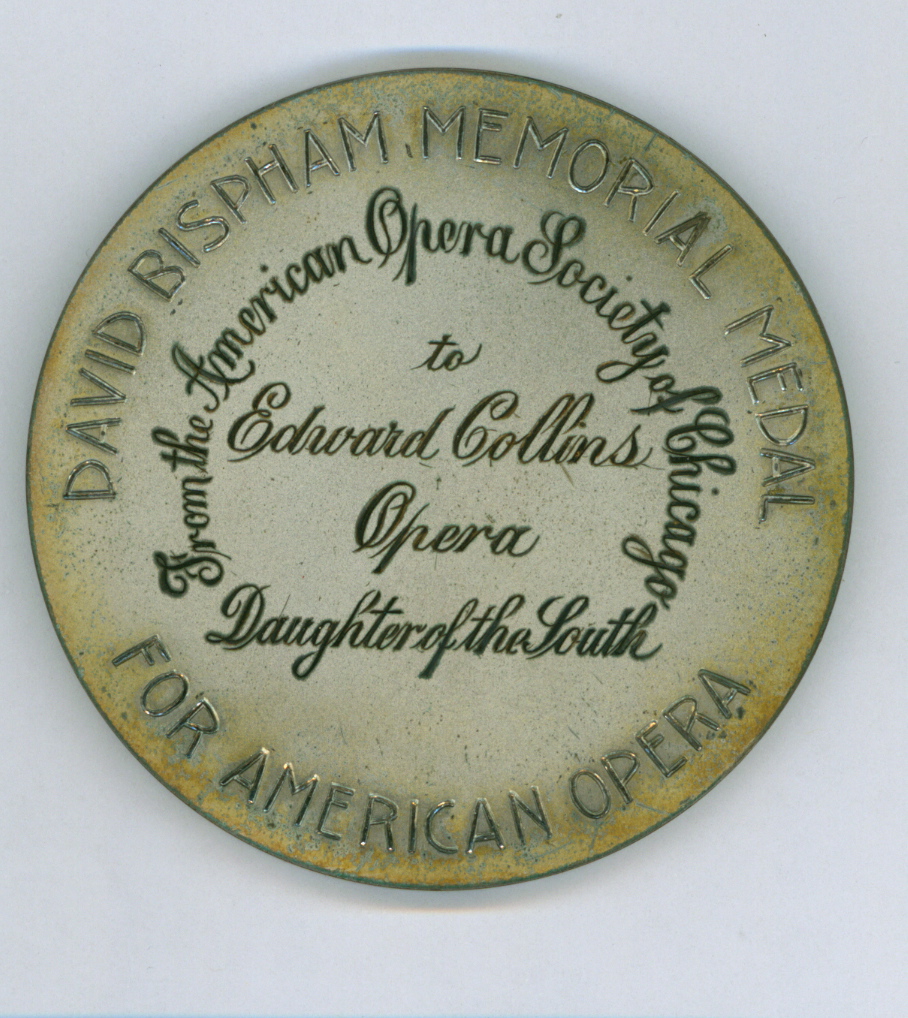 DAVID BISPHAM MEMORIAL MEDAL
From the American Opera Society of Chicago
to
Edward Collins
Opera
Daughter of the South
FOR AMERICAN OPERA